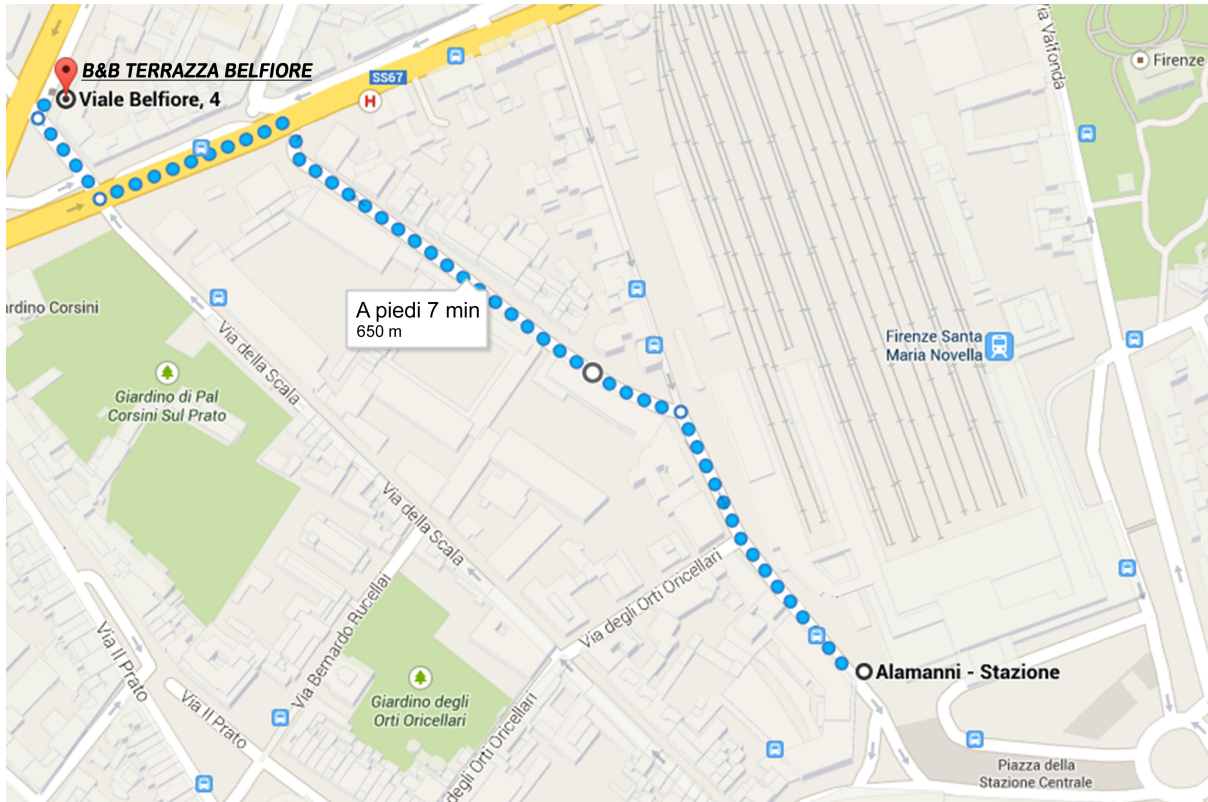 B&B TERRAZZA BELFIORE
Viale Belfiore, 4
SS67
H
Via Valfonda
Firenze
ardino Corsini
A piedi 7 min
650 m
Firenze Santa
Maria Novella
Via della Scala
Giardino di Pal
Corsini Sul Prato
Via della Scala
Via degli Orti Oricellari
Via Bernardo Rucellai
Via Il Prato
Via Il Prato
Giardino degli
Orti Oricellari
degli Orti Oricellari
Alamanni - Stazione
Piazza della
Stazione Centrale